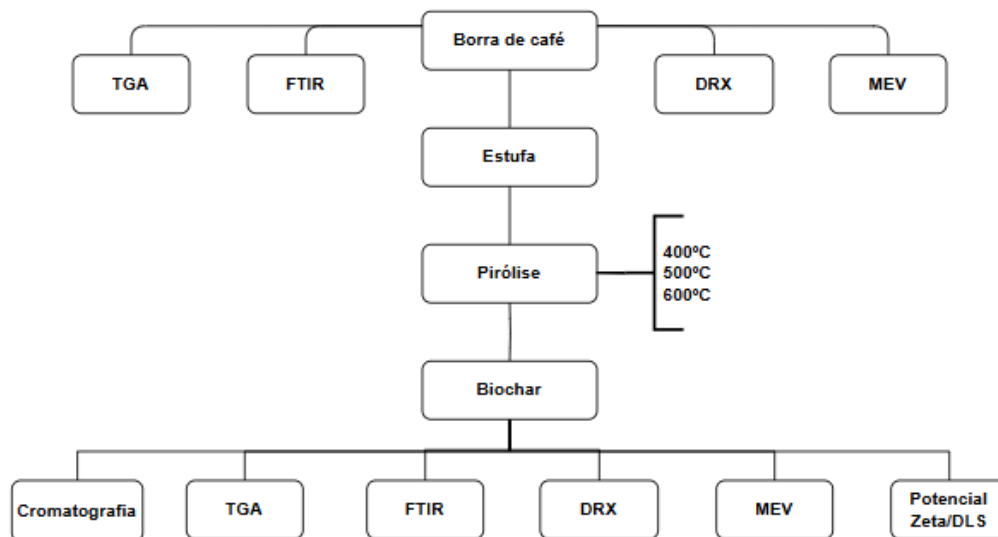 Borra de café
TGA
FTIR
DRX
MEV
Estufa
Pirólise
400ºC
500ºC
600ºC
Biochar
Cromatografia
TGA
FTIR
DRX
MEV
Potencial
Zeta/DLS